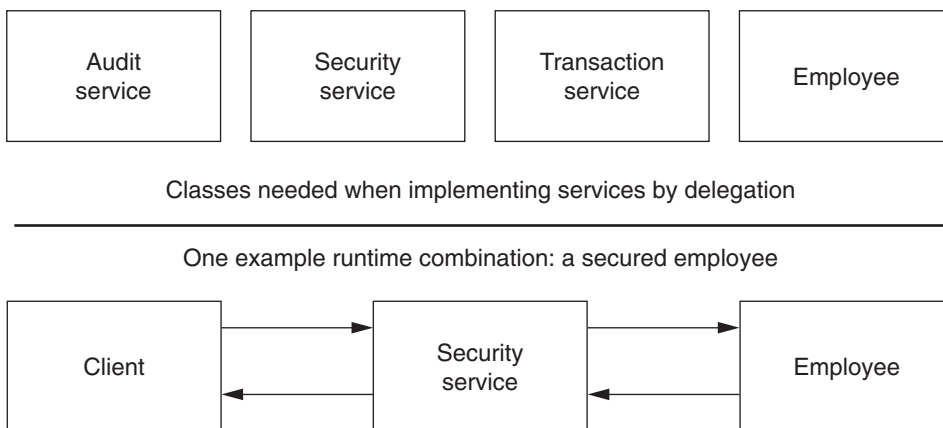 Audit
service
Security
service
Transaction
service
Employee
Classes needed when implementing services by delegation
One example runtime combination: a secured employee
Client
Security
service
Employee